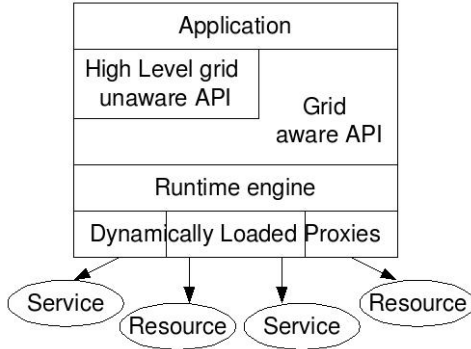 Application
High Level grid
unaware API
Grid
aware API
Runtime engine
Dynamically Loaded Proxies
Service
Resource
Service
Resource